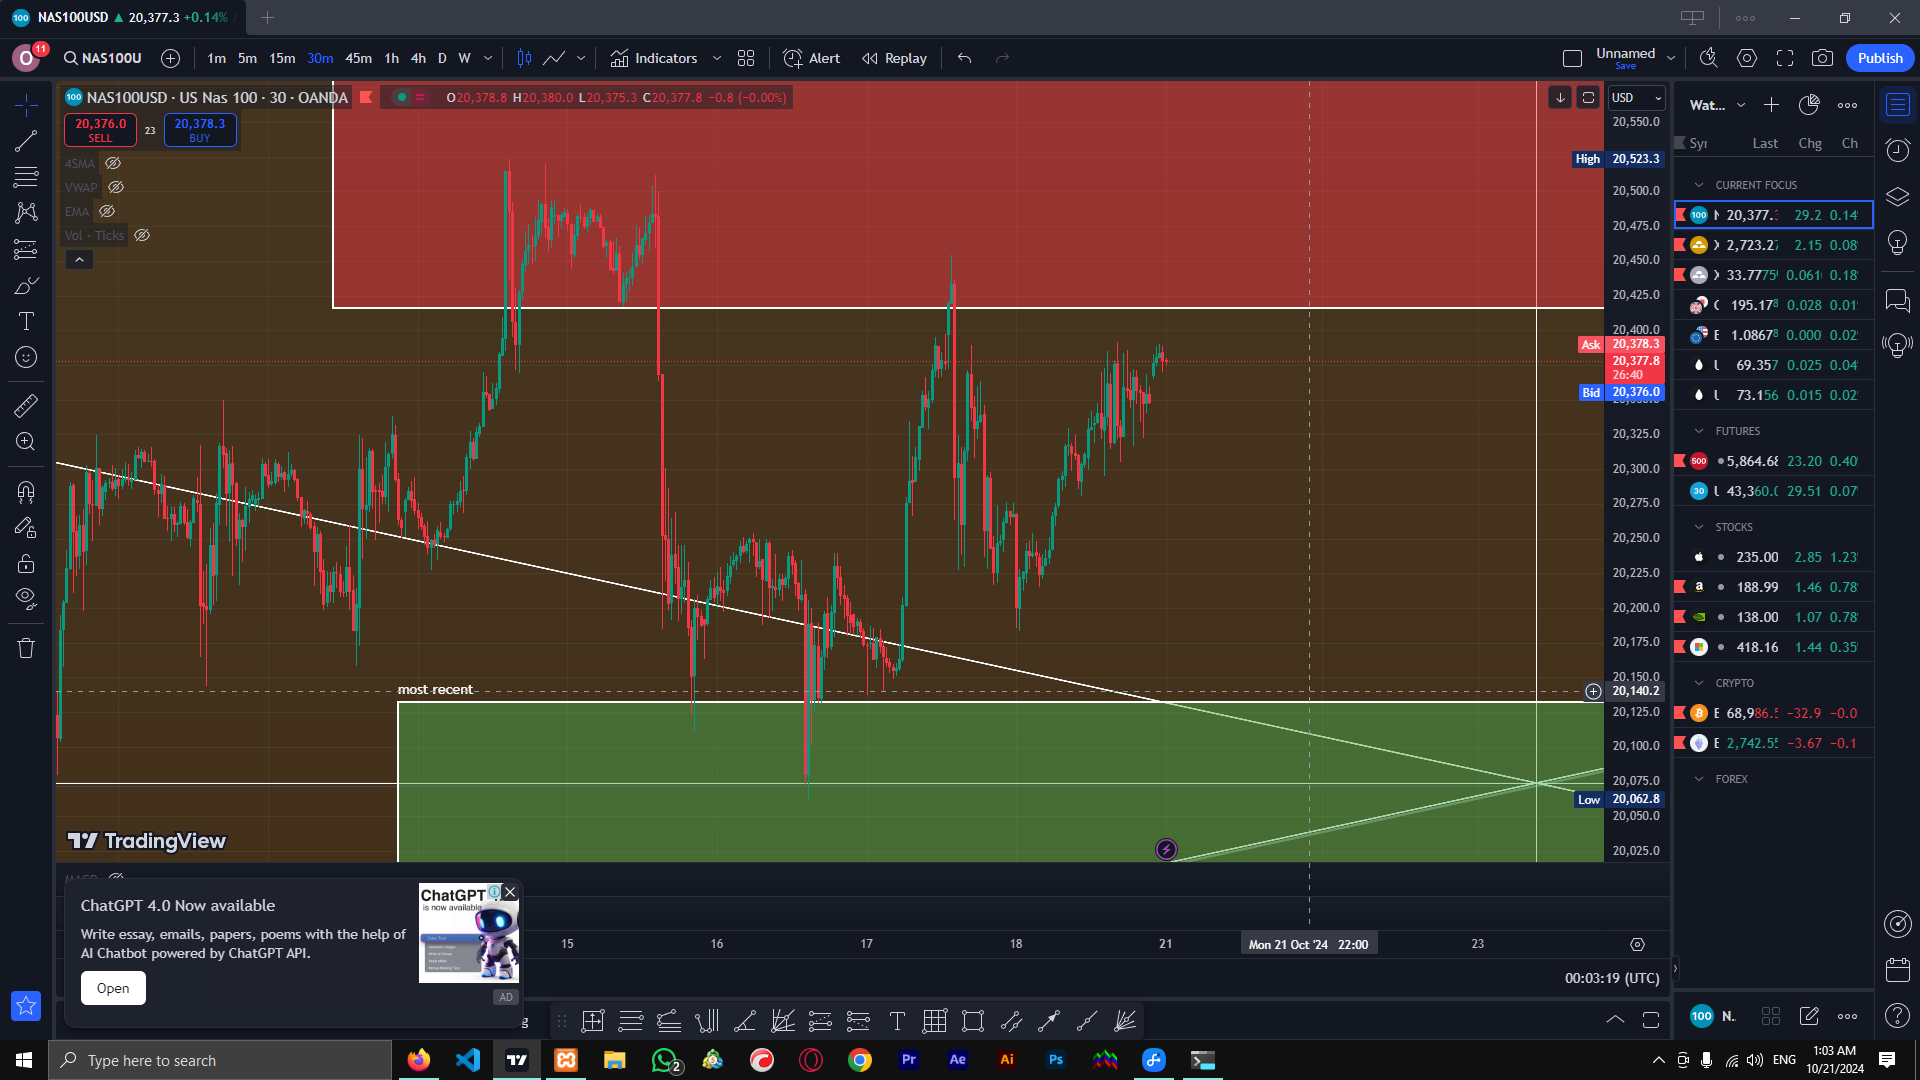 NAS100USD ▲ 20,377.3 +0.14%
O 11 NAS100U 1m 5m 15m 30m 45m 1h 4h D W Indicators Alert Replay Unnamed Save Publish
100 NAS100USD · US Nas 100 · 30 · OANDA O20,378.8 H20,380.0 L20,375.3 C20,377.8 −0.8 (−0.00%)
20,376.0 SELL 23 20,378.3 BUY
4SMA
VWAP
EMA
Vol · Ticks
USD
20,550.0
High 20,523.3
20,500.0
20,475.0
20,450.0
20,425.0
20,400.0
Ask 20,378.3
20,377.8
26:40
Bid 20,376.0
20,325.0
20,300.0
20,275.0
20,250.0
20,225.0
20,200.0
20,175.0
20,150.0
most recent
20,140.2
20,125.0
20,100.0
20,075.0
Low 20,062.8
20,050.0
20,025.0
TradingView
ChatGPT 4.0 Now available
Write essay, emails, papers, poems with the help of
AI Chatbot powered by ChatGPT API.
Open
ChatGPT
is now available
AD
15 16 17 18 21 Mon 21 Oct '24 22:00 23
00:03:19 (UTC)
Wat...
Last Chg Ch
CURRENT FOCUS
100 20,377. 29.2 0.14
2,723.27 2.15 0.08
33.775 0.061 0.18
195.178 0.028 0.01
1.08678 0.000 0.02
69.357 0.025 0.04
73.156 0.015 0.02
FUTURES
500 5,864.68 23.20 0.40
30 43,360.0 29.51 0.07
STOCKS
235.00 2.85 1.23
188.99 1.46 0.78
138.00 1.07 0.78
418.16 1.44 0.35
CRYPTO
68,986.5 −32.9 −0.0
2,742.55 −3.67 −0.1
FOREX
100 N..
Type here to search
2
Pr Ae Ai Ps
ENG
1:03 AM
10/21/2024